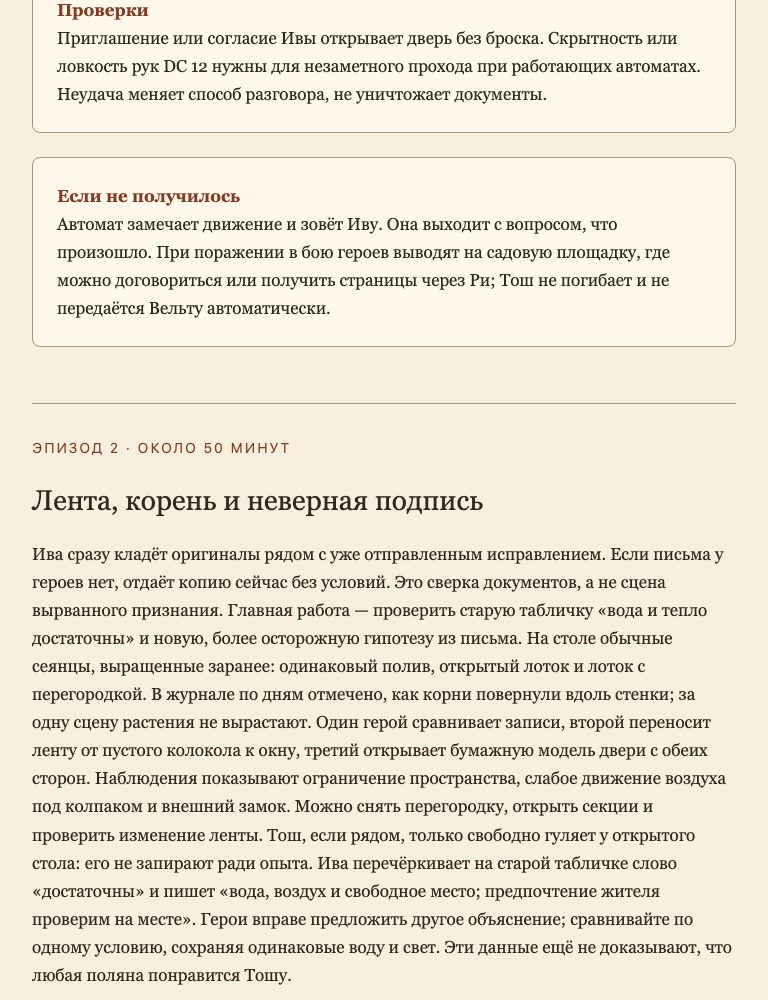 Проверки
Приглашение или согласие Ивы открывает дверь без броска. Скрытность или
ловкость рук DC 12 нужны для незаметного прохода при работающих автоматах.
Неудача меняет способ разговора, не уничтожает документы.
Если не получилось
Автомат замечает движение и зовёт Иву. Она выходит с вопросом, что
произошло. При поражении в бою героев выводят на садовую площадку, где
можно договориться или получить страницы через Ри; Тош не погибает и не
передаётся Вельту автоматически.
ЭПИЗОД 2 · ОКОЛО 50 МИНУТ
Лента, корень и неверная подпись
Ива сразу кладёт оригиналы рядом с уже отправленным исправлением. Если письма у
героев нет, отдаёт копию сейчас без условий. Это сверка документов, а не сцена
вырванного признания. Главная работа — проверить старую табличку «вода и тепло
достаточны» и новую, более осторожную гипотезу из письма. На столе обычные
сеянцы, выращенные заранее: одинаковый полив, открытый лоток и лоток с
перегородкой. В журнале по дням отмечено, как корни повернули вдоль стенки; за
одну сцену растения не вырастают. Один герой сравнивает записи, второй переносит
ленту от пустого колокола к окну, третий открывает бумажную модель двери с обеих
сторон. Наблюдения показывают ограничение пространства, слабое движение воздуха
под колпаком и внешний замок. Можно снять перегородку, открыть секции и
проверить изменение ленты. Тош, если рядом, только свободно гуляет у открытого
стола: его не запирают ради опыта. Ива перечёркивает на старой табличке слово
«достаточны» и пишет «вода, воздух и свободное место; предпочтение жителя
проверим на месте». Герои вправе предложить другое объяснение; сравнивайте по
одному условию, сохраняя одинаковые воду и свет. Эти данные ещё не доказывают, что
любая поляна понравится Тошу.